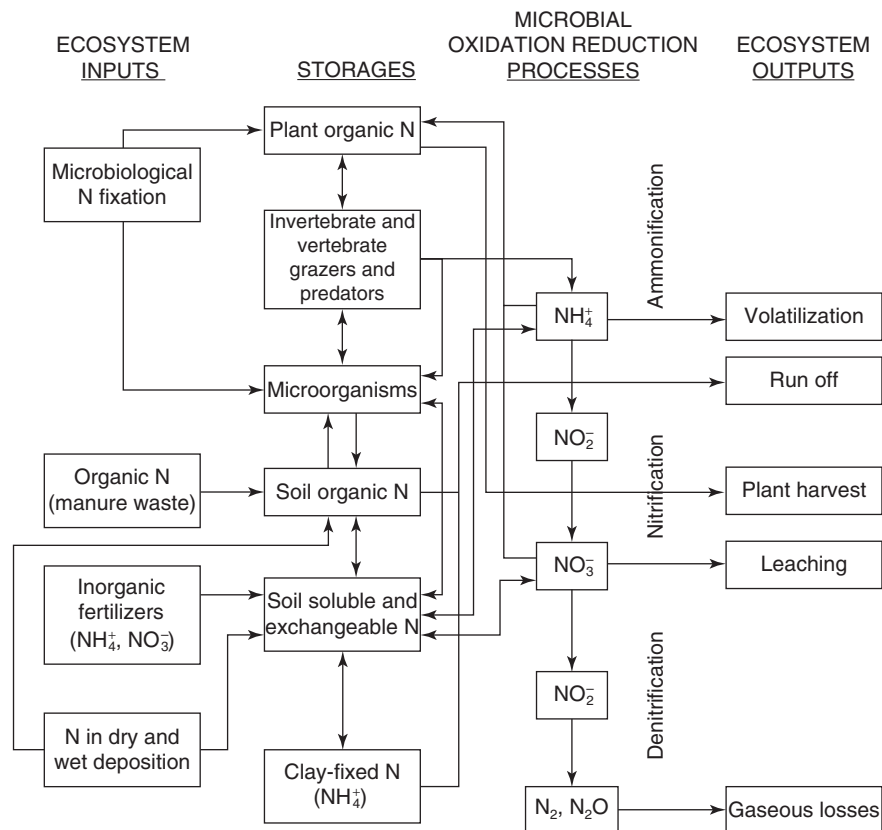 ECOSYSTEM
INPUTS
STORAGES
MICROBIAL
OXIDATION REDUCTION
PROCESSES
ECOSYSTEM
OUTPUTS
Plant organic N
Microbiological
N fixation
Invertebrate and
vertebrate
grazers and
predators
Ammonification
NH₄⁺
Volatilization
Microorganisms
Run off
NO₂⁻
Organic N
(manure waste)
Soil organic N
Nitrification
Plant harvest
NO₃⁻
Leaching
Inorganic
fertilizers
(NH₄⁺, NO₃⁻)
Soil soluble and
exchangeable N
NO₂⁻
Denitrification
N in dry and
wet deposition
Clay-fixed N
(NH₄⁺)
N₂, N₂O
Gaseous losses